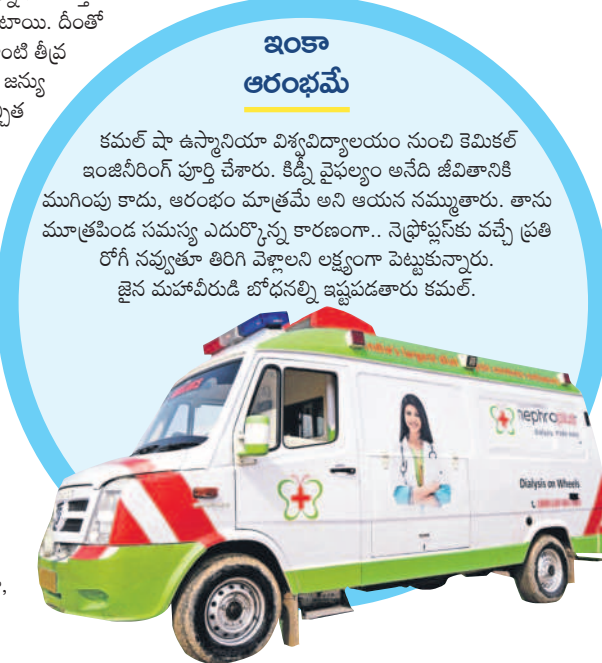 టాయి. దీంతో
ంటి తీవ్ర
జన్యు
ఇంకా
ఆరంభమే
కమల్ షా ఉస్మానియా విశ్వవిద్యాలయం నుంచి కెమికల్
ఇంజినీరింగ్ పూర్తి చేశారు. కిడ్నీ వైఫల్యం అనేది జీవితానికి
ముగింపు కాదు, ఆరంభం మాత్రమే అని ఆయన నమ్ముతారు. తాను
మూత్రపిండ సమస్య ఎదుర్కొన్న కారణంగా.. నెఫ్రోప్లస్‌కు వచ్చే ప్రతి
రోగీ నవ్వుతూ తిరిగి వెళ్లాలని లక్ష్యంగా పెట్టుకున్నారు.
జైన మహావీరుడి బోధనల్ని ఇష్టపడతారు కమల్.
nephroplus
Dialysis on Wheels